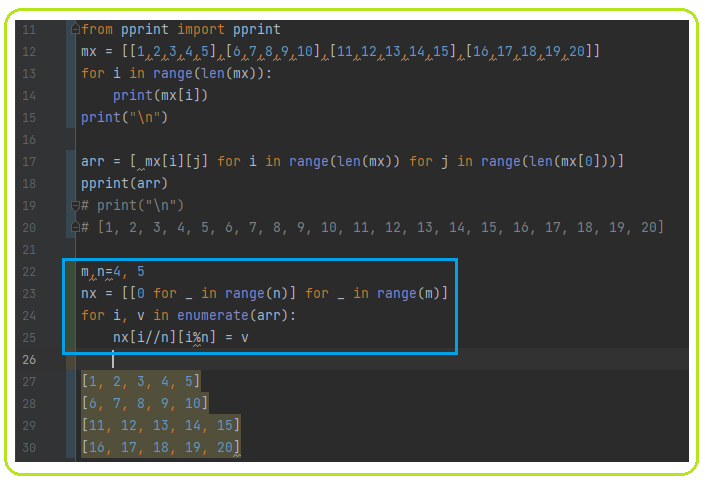 11 from pprint import pprint
12 mx = [[1,2,3,4,5],[6,7,8,9,10],[11,12,13,14,15],[16,17,18,19,20]]
13 for i in range(len(mx)):
14 print(mx[i])
15 print("\n")
16
17 arr = [ mx[i][j] for i in range(len(mx)) for j in range(len(mx[0]))]
18 pprint(arr)
19 # print("\n")
20 # [1, 2, 3, 4, 5, 6, 7, 8, 9, 10, 11, 12, 13, 14, 15, 16, 17, 18, 19, 20]
21
22 m,n=4, 5
23 nx = [[0 for _ in range(n)] for _ in range(m)]
24 for i, v in enumerate(arr):
25 nx[i//n][i%n] = v
26
27 [1, 2, 3, 4, 5]
28 [6, 7, 8, 9, 10]
29 [11, 12, 13, 14, 15]
30 [16, 17, 18, 19, 20]